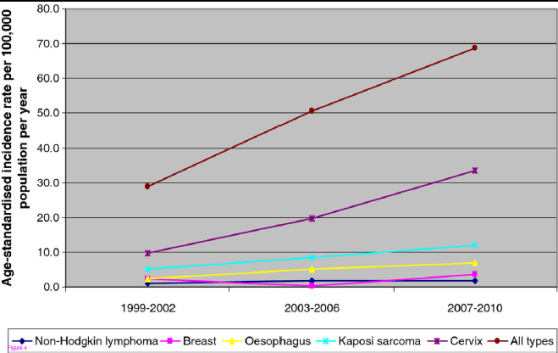 Age-standardised incidence rate per 100,000
population per year
80.0
70.0
60.0
50.0
40.0
30.0
20.0
10.0
0.0
1999-2002 2003-2006 2007-2010
Non-Hodgkin lymphoma Breast Oesophagus Kaposi sarcoma Cervix All types